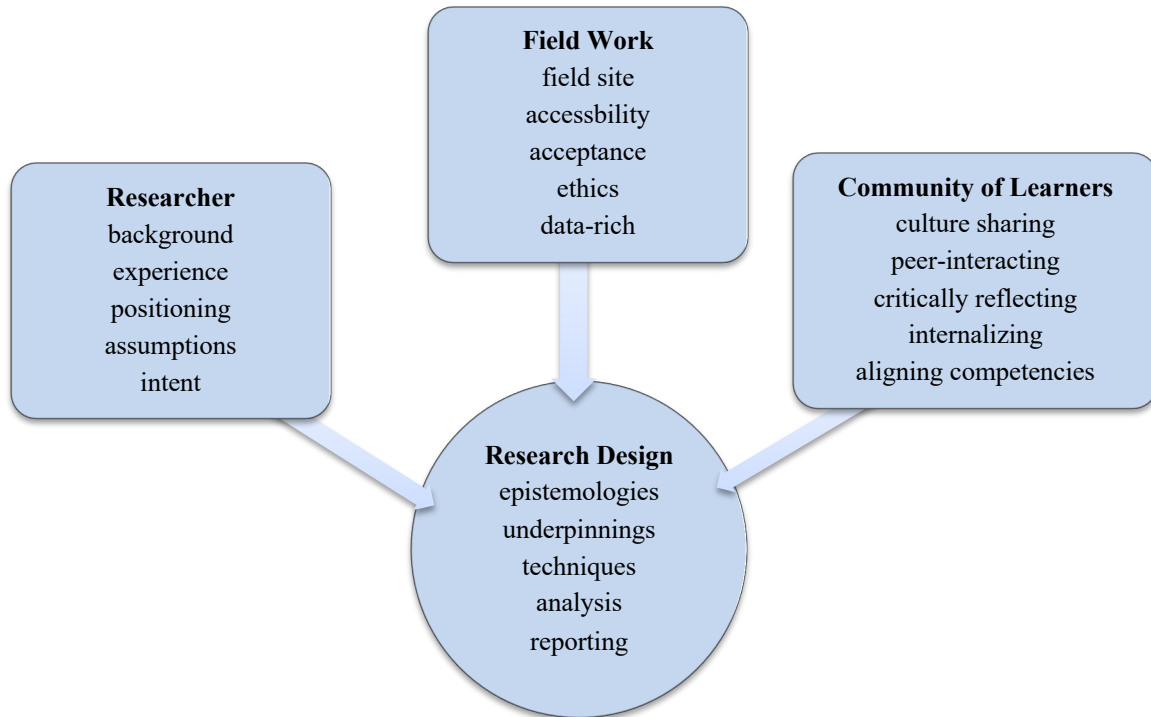 Field Work
field site
accessbility
acceptance
ethics
data-rich
Researcher
background
experience
positioning
assumptions
intent
Community of Learners
culture sharing
peer-interacting
critically reflecting
internalizing
aligning competencies
Research Design
epistemologies
underpinnings
techniques
analysis
reporting